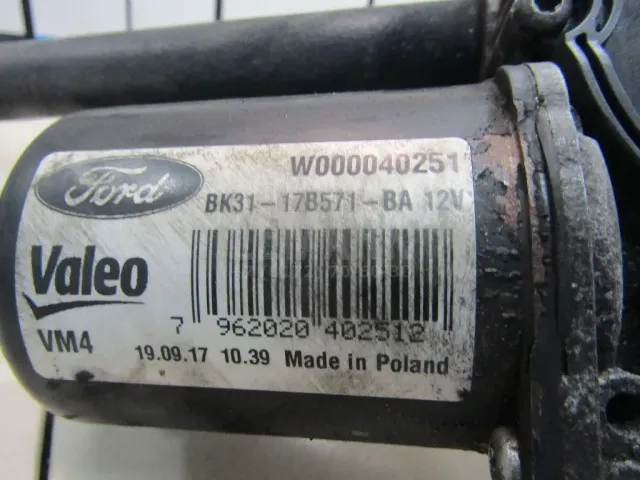 Ford
W000040251
BK31-17B571-BA 12V
Valeo
7 962020 402512
VM4
19.09.17 10.39 Made in Poland